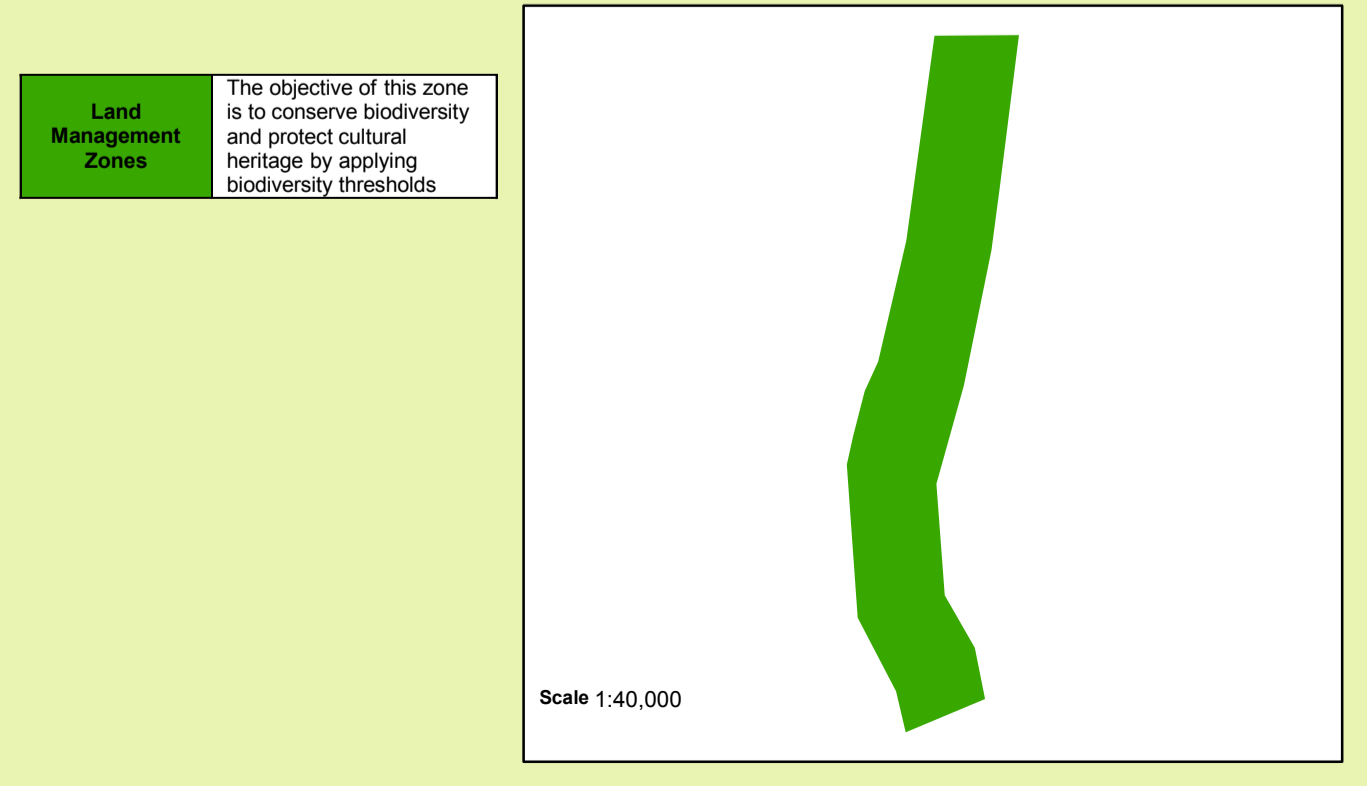 Land
Management
Zones
The objective of this zone
is to conserve biodiversity
and protect cultural
heritage by applying
biodiversity thresholds
Scale 1:40,000